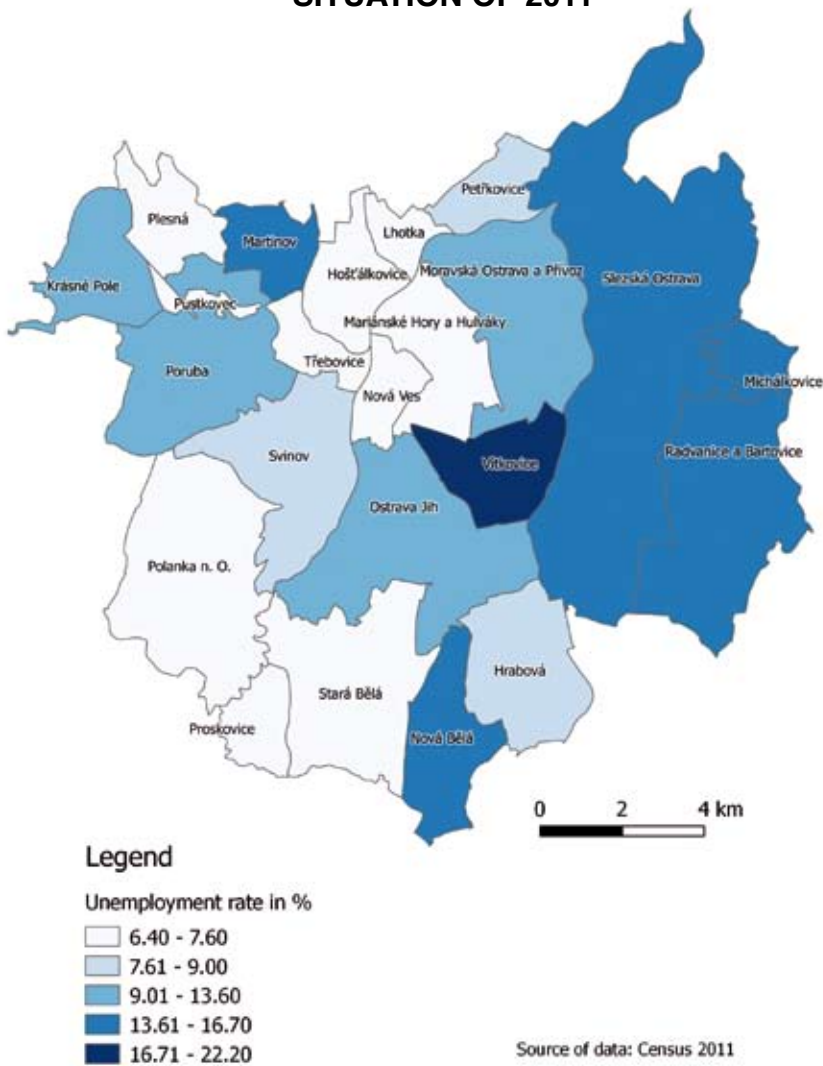 SITUATION OF 2011
Petřkovice
Plesná
Lhotka
Martinov
Hošťálkovice
Moravská Ostrava a Přívoz
Slezská Ostrava
Krásné Pole
Pustkovec
Mariánské Hory a Hulváky
Třebovice
Poruba
Michálkovice
Nová Ves
Radvanice a Bartovice
Svinov
Vítkovice
Ostrava Jih
Polanka n. O.
Hrabová
Stará Bělá
Proskovice
Nová Bělá
0 2 4 km
Legend
Unemployment rate in %
6.40 - 7.60
7.61 - 9.00
9.01 - 13.60
13.61 - 16.70
16.71 - 22.20
Source of data: Census 2011